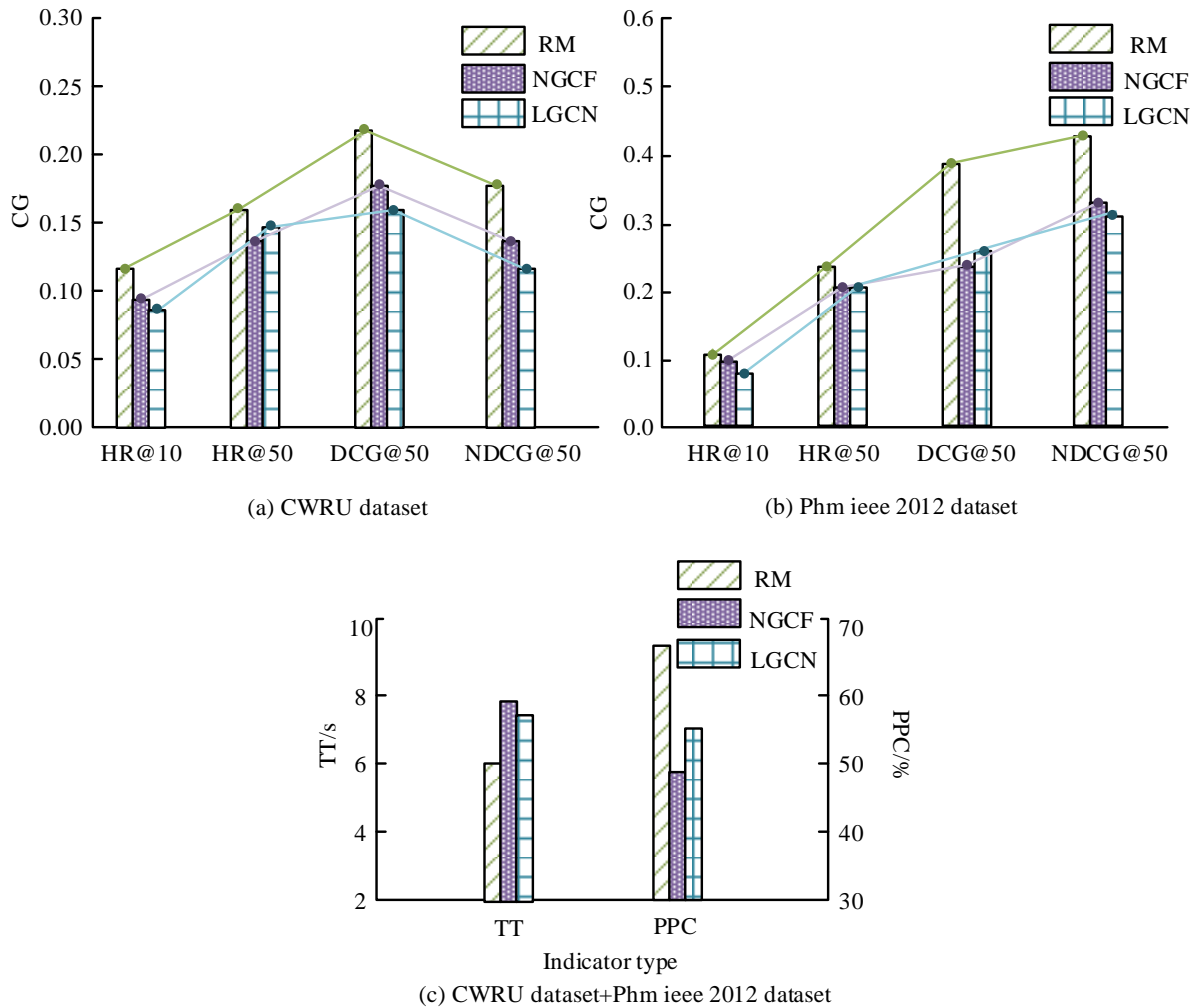 0.30
0.25
0.20
0.15
0.10
0.05
0.00
CG
RM
NGCF
LGCN
HR@10 HR@50 DCG@50 NDCG@50
(a) CWRU dataset
0.6
0.5
0.4
0.3
0.2
0.1
0.0
CG
RM
NGCF
LGCN
HR@10 HR@50 DCG@50 NDCG@50
(b) Phm ieee 2012 dataset
RM
NGCF
LGCN
10
8
6
4
2
TT/s
70
60
50
40
30
PPC/%
TT PPC
Indicator type
(c) CWRU dataset+Phm ieee 2012 dataset